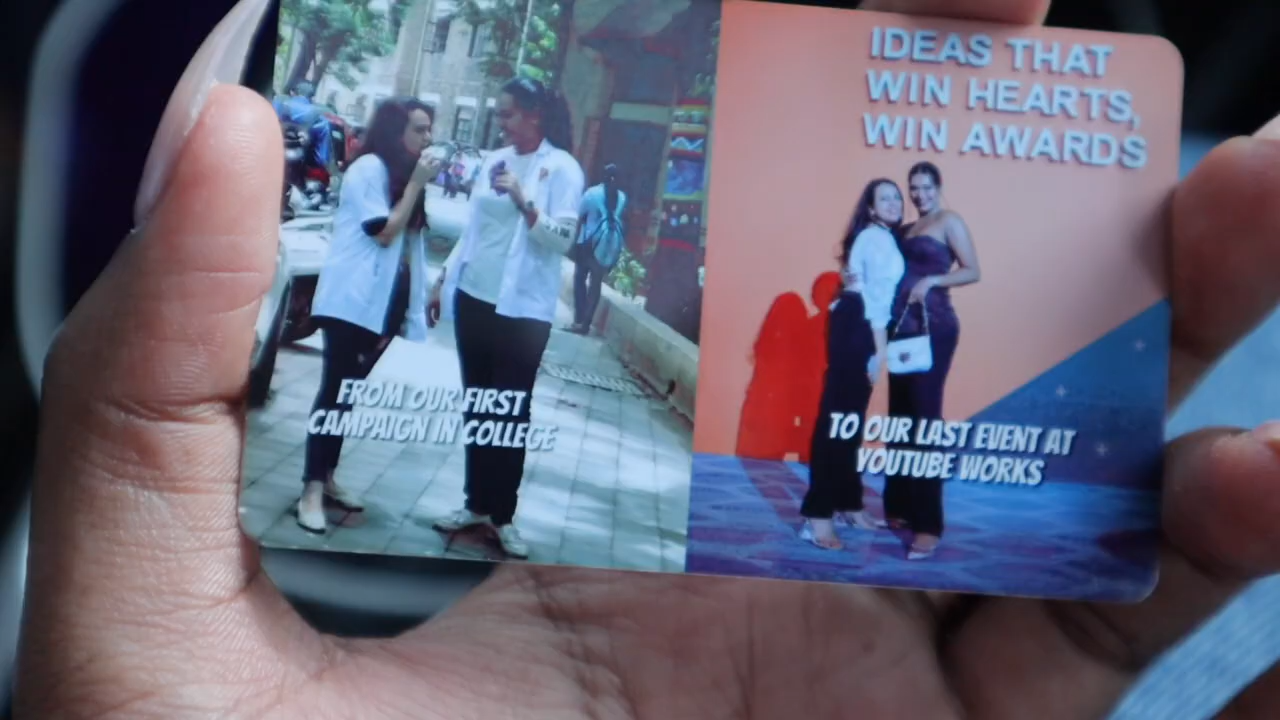 FROM OUR FIRST
CAMPAIGN IN COLLEGE
IDEAS THAT
WIN HEARTS,
WIN AWARDS
TO OUR LAST EVENT AT
YOUTUBE WORKS